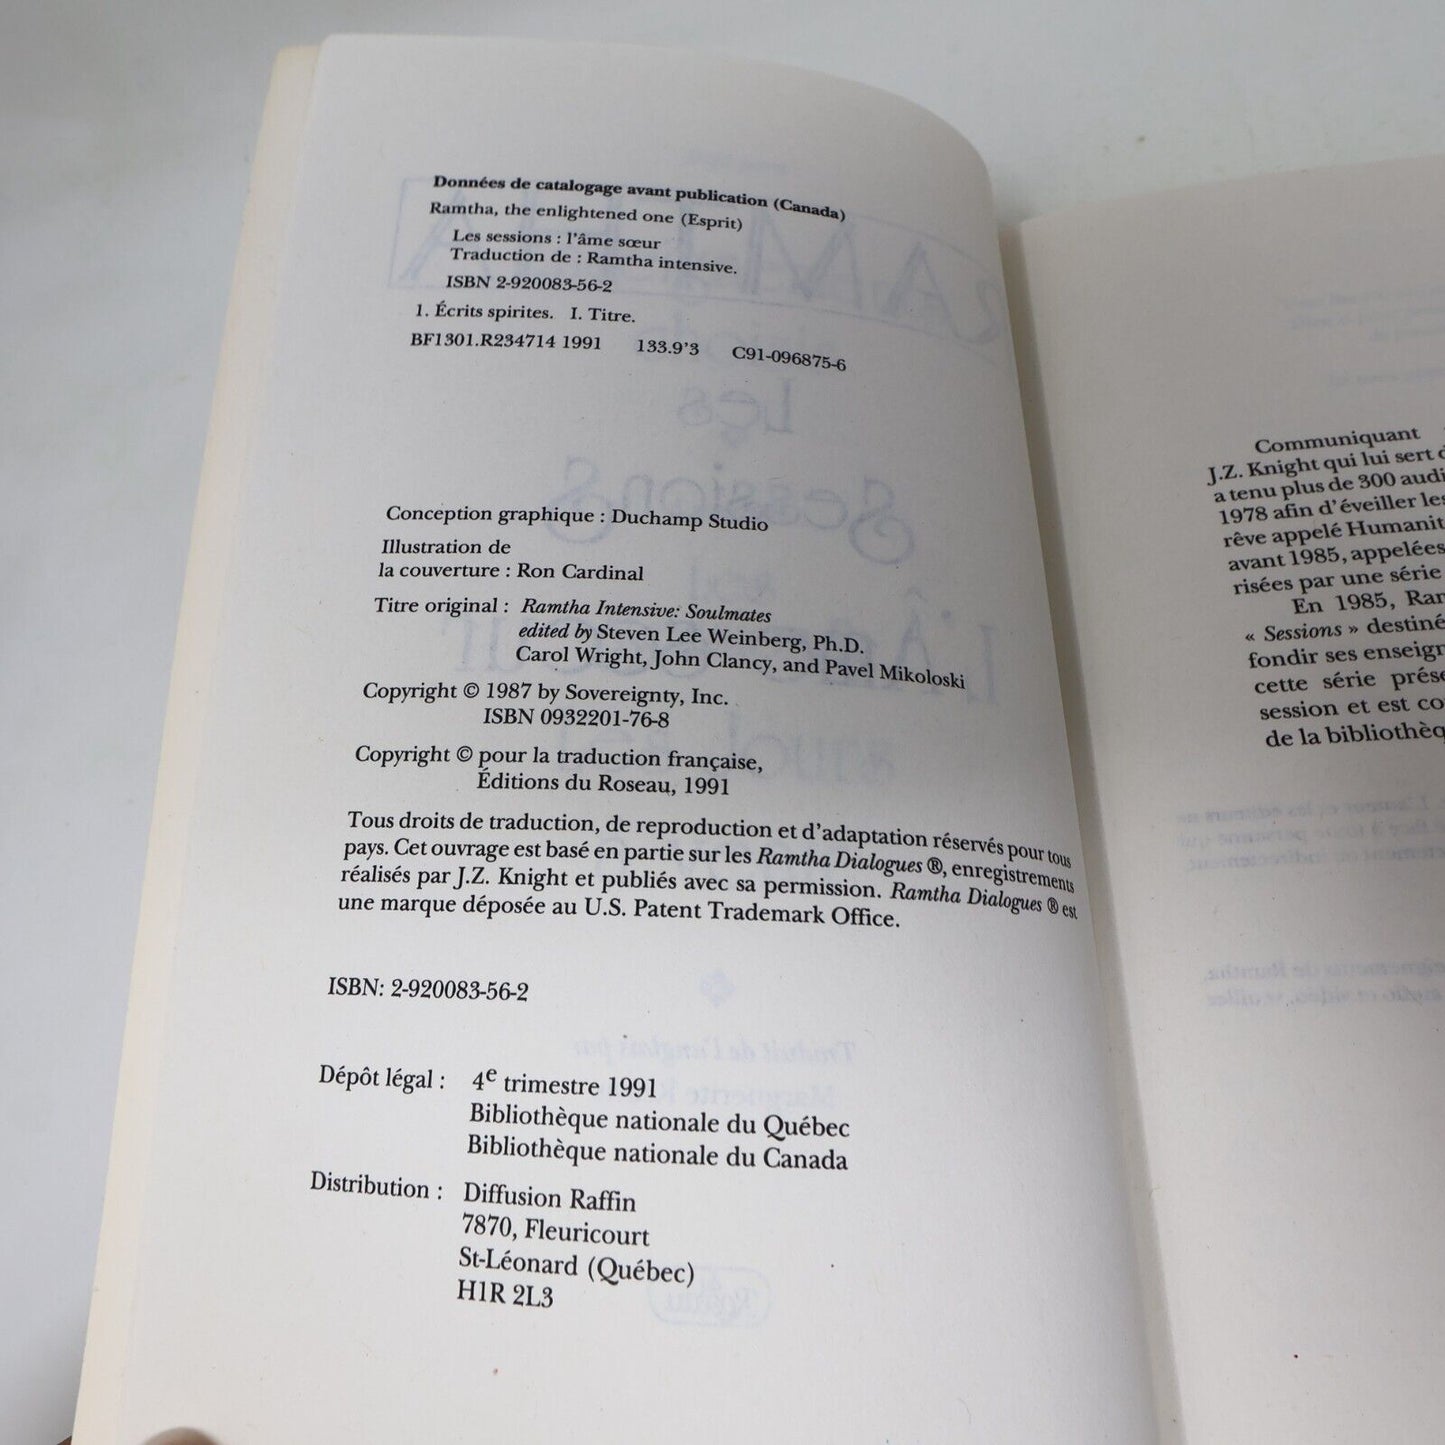 Données de catalogage avant publication (Canada)
Ramtha, the enlightened one (Esprit)
Les sessions : l'âme sœur
Traduction de : Ramtha intensive.
ISBN 2-920083-56-2
1. Écrits spirites. I. Titre.
BF1301.R234714 1991 133.9'3 C91-096875-6
Conception graphique : Duchamp Studio
Illustration de
la couverture : Ron Cardinal
Titre original : Ramtha Intensive: Soulmates
edited by Steven Lee Weinberg, Ph.D.
Carol Wright, John Clancy, and Pavel Mikoloski
Copyright © 1987 by Sovereignty, Inc.
ISBN 0932201-76-8
Copyright © pour la traduction française,
Éditions du Roseau, 1991
Tous droits de traduction, de reproduction et d'adaptation réservés pour tous
pays. Cet ouvrage est basé en partie sur les Ramtha Dialogues ®, enregistrements
réalisés par J.Z. Knight et publiés avec sa permission. Ramtha Dialogues ® est
une marque déposée au U.S. Patent Trademark Office.
ISBN: 2-920083-56-2
Dépôt légal : 4e trimestre 1991
Bibliothèque nationale du Québec
Bibliothèque nationale du Canada
Distribution : Diffusion Raffin
7870, Fleuricourt
St-Léonard (Québec)
H1R 2L3
Communiquant
J.Z. Knight qui lui sert
a tenu plus de 300
1978 afin d'éveiller les
rêve appelé
avant 1985, appelées
risées par une série
En 1985,
« Sessions »
fondir ses
cette série
session et est
de la